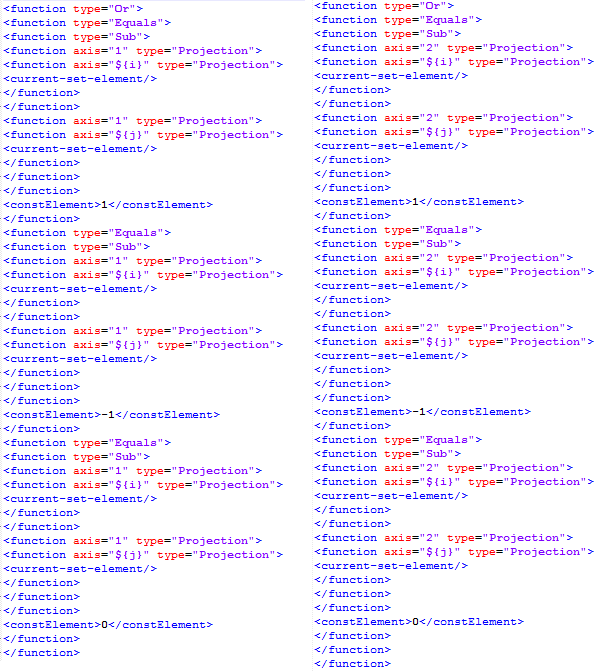 <function type="Or">
<function type="Equals">
<function type="Sub">
<function axis="1" type="Projection">
<function axis="${i}" type="Projection">
<current-set-element/>
</function>
</function>
<function axis="1" type="Projection">
<function axis="${j}" type="Projection">
<current-set-element/>
</function>
</function>
</function>
<constElement>1</constElement>
</function>
<function type="Equals">
<function type="Sub">
<function axis="1" type="Projection">
<function axis="${i}" type="Projection">
<current-set-element/>
</function>
</function>
<function axis="1" type="Projection">
<function axis="${j}" type="Projection">
<current-set-element/>
</function>
</function>
</function>
<constElement>-1</constElement>
</function>
<function type="Equals">
<function type="Sub">
<function axis="1" type="Projection">
<function axis="${i}" type="Projection">
<current-set-element/>
</function>
</function>
<function axis="1" type="Projection">
<function axis="${j}" type="Projection">
<current-set-element/>
</function>
</function>
</function>
<constElement>0</constElement>
</function>
</function>
<function type="Or">
<function type="Equals">
<function type="Sub">
<function axis="2" type="Projection">
<function axis="${i}" type="Projection">
<current-set-element/>
</function>
</function>
<function axis="2" type="Projection">
<function axis="${j}" type="Projection">
<current-set-element/>
</function>
</function>
</function>
<constElement>1</constElement>
</function>
<function type="Equals">
<function type="Sub">
<function axis="2" type="Projection">
<function axis="${i}" type="Projection">
<current-set-element/>
</function>
</function>
<function axis="2" type="Projection">
<function axis="${j}" type="Projection">
<current-set-element/>
</function>
</function>
</function>
<constElement>-1</constElement>
</function>
<function type="Equals">
<function type="Sub">
<function axis="2" type="Projection">
<function axis="${i}" type="Projection">
<current-set-element/>
</function>
</function>
<function axis="2" type="Projection">
<function axis="${j}" type="Projection">
<current-set-element/>
</function>
</function>
</function>
<constElement>0</constElement>
</function>
</function>
</function>